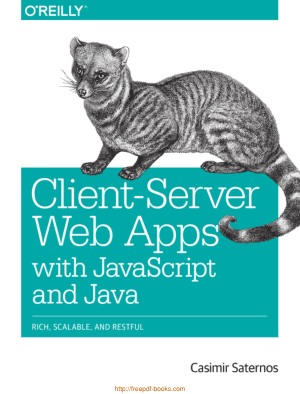 O'REILLY®
Client-Server
Web Apps
with JavaScript
and Java
RICH, SCALABLE, AND RESTFUL
Casimir Saternos
http://freepdf-books.com